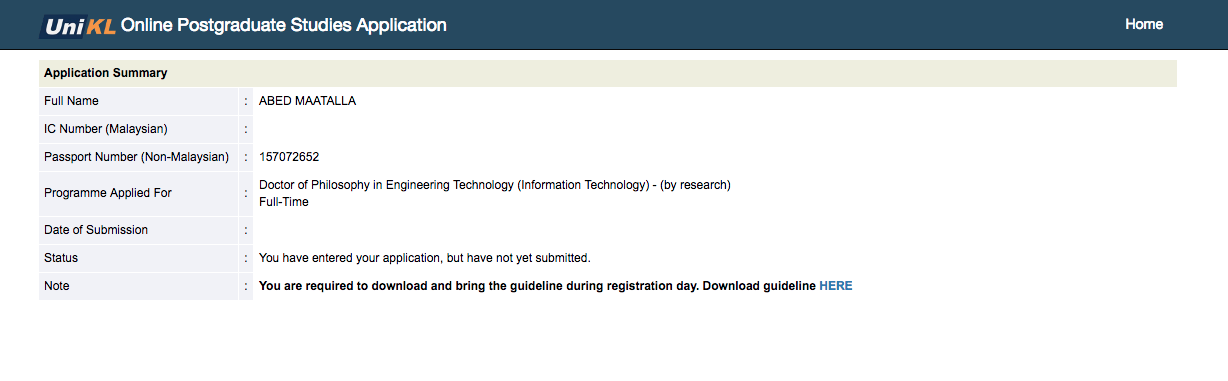 UniKL Online Postgraduate Studies Application Home
Application Summary
Full Name : ABED MAATALLA
IC Number (Malaysian) :
Passport Number (Non-Malaysian) : 157072652
Programme Applied For : Doctor of Philosophy in Engineering Technology (Information Technology) - (by research)
Full-Time
Date of Submission :
Status : You have entered your application, but have not yet submitted.
Note : You are required to download and bring the guideline during registration day. Download guideline HERE